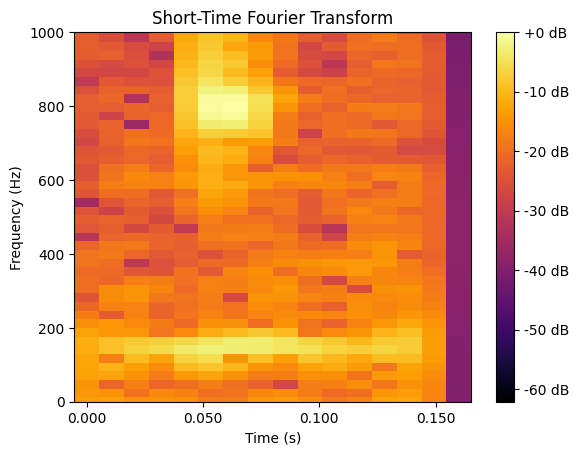 Short-Time Fourier Transform
Frequency (Hz)
1000
800
600
400
200
0
0.000
0.050
0.100
0.150
Time (s)
+0 dB
-10 dB
-20 dB
-30 dB
-40 dB
-50 dB
-60 dB